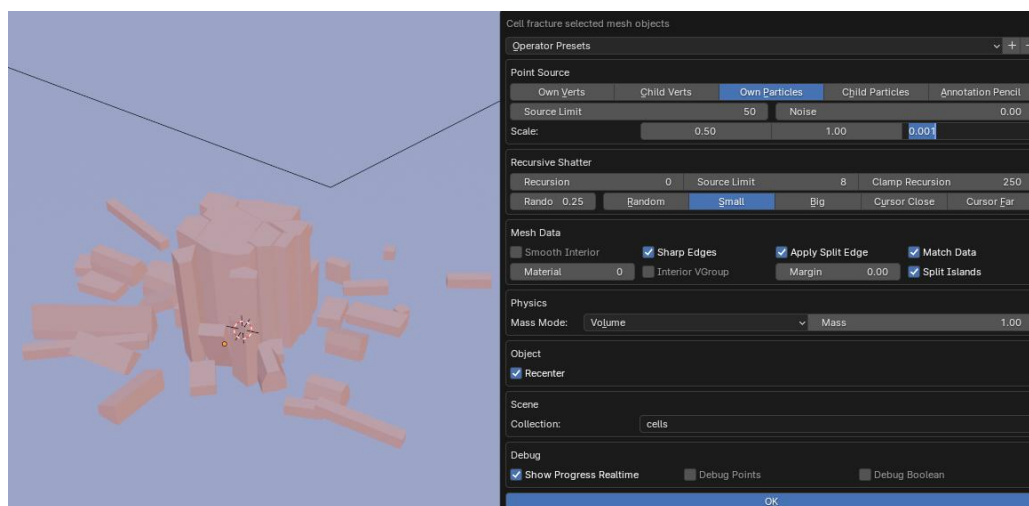 Cell fracture selected mesh objects
Operator Presets
Point Source
Own Verts Child Verts Own Particles Child Particles Annotation Pencil
Source Limit 50 Noise 0.00
Scale: 0.50 1.00 0.001
Recursive Shatter
Recursion 0 Source Limit 8 Clamp Recursion 250
Rando 0.25 Random Small Big Cursor Close Cursor Far
Mesh Data
Smooth Interior Sharp Edges Apply Split Edge Match Data
Material 0 Interior VGroup Margin 0.00 Split Islands
Physics
Mass Mode: Volume Mass 1.00
Object
Recenter
Scene
Collection: cells
Debug
Show Progress Realtime Debug Points Debug Boolean
OK